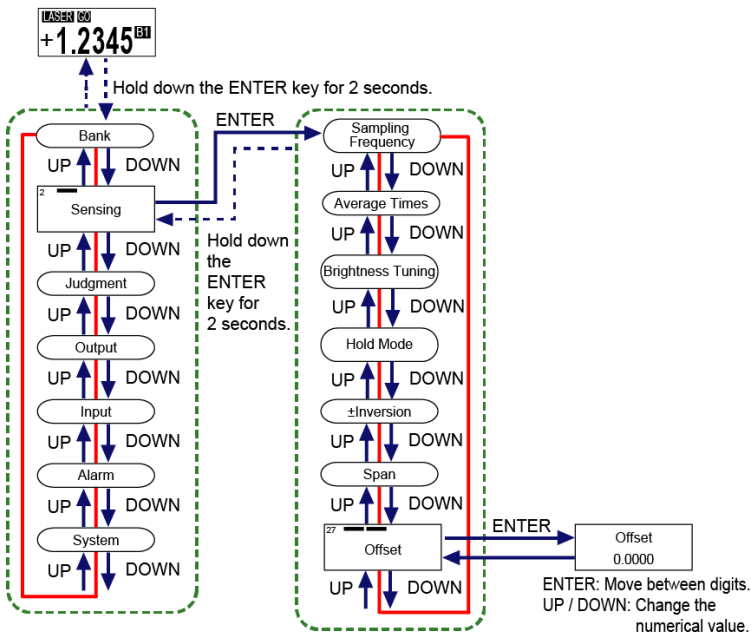 LASER GO
+1.2345 B1
Hold down the ENTER key for 2 seconds.
Bank
UP DOWN
2
Sensing
UP DOWN
Judgment
UP DOWN
Output
UP DOWN
Input
UP DOWN
Alarm
UP DOWN
System
UP DOWN
ENTER
Hold down
the
ENTER
key for
2 seconds.
Sampling
Frequency
UP DOWN
Average Times
UP DOWN
Brightness Tuning
UP DOWN
Hold Mode
UP DOWN
±Inversion
UP DOWN
Span
UP DOWN
27
Offset
UP DOWN
ENTER
Offset
0.0000
ENTER: Move between digits.
UP / DOWN: Change the
numerical value.